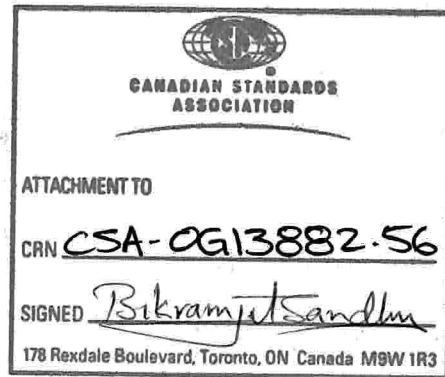 CANADIAN STANDARDS
ASSOCIATION
ATTACHMENT TO
CRN CSA-OG13882.56
SIGNED Bikramjit Sandhu
178 Rexdale Boulevard, Toronto, ON Canada M9W 1R3